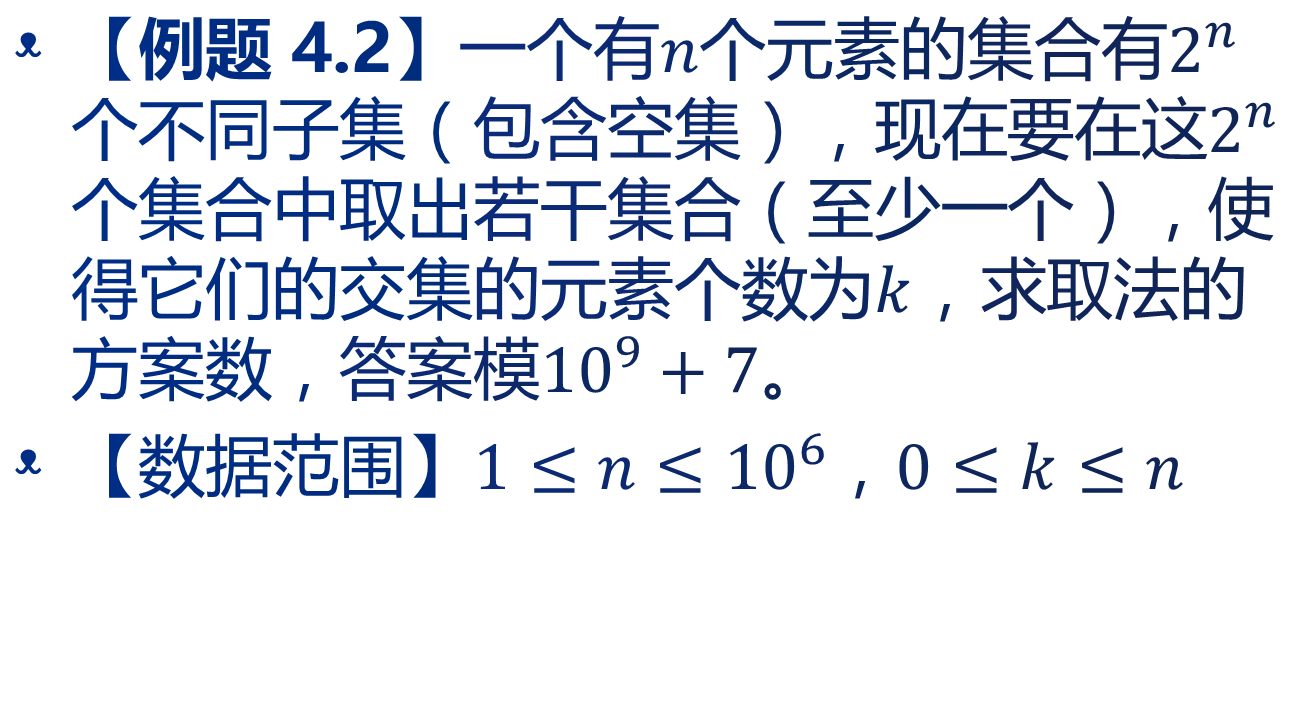 【例题 4.2】一个有𝑛个元素的集合有2ⁿ
个不同子集（包含空集），现在要在这2ⁿ
个集合中取出若干集合（至少一个），使
得它们的交集的元素个数为𝑘，求取法的
方案数，答案模10⁹ + 7。
【数据范围】1 ≤ 𝑛 ≤ 10⁶，0 ≤ 𝑘 ≤ 𝑛